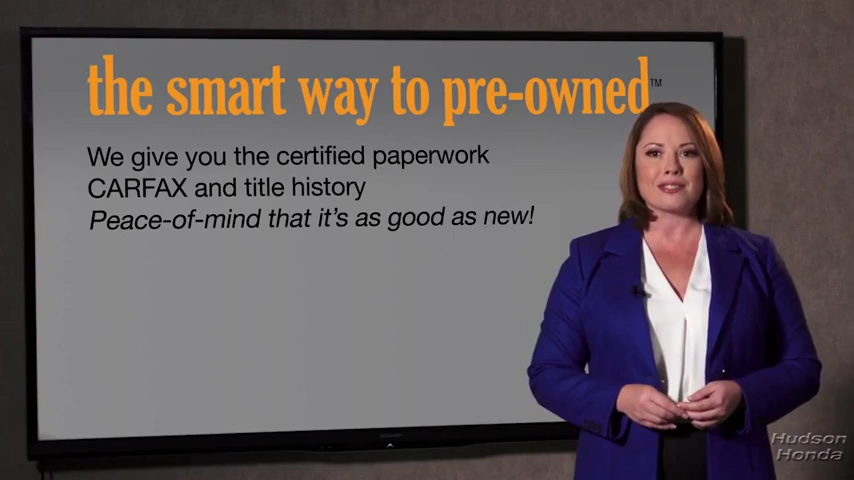 the smart way to pre-owned™
We give you the certified paperwork
CARFAX and title history
Peace-of-mind that it's as good as new!
Hudson
Honda